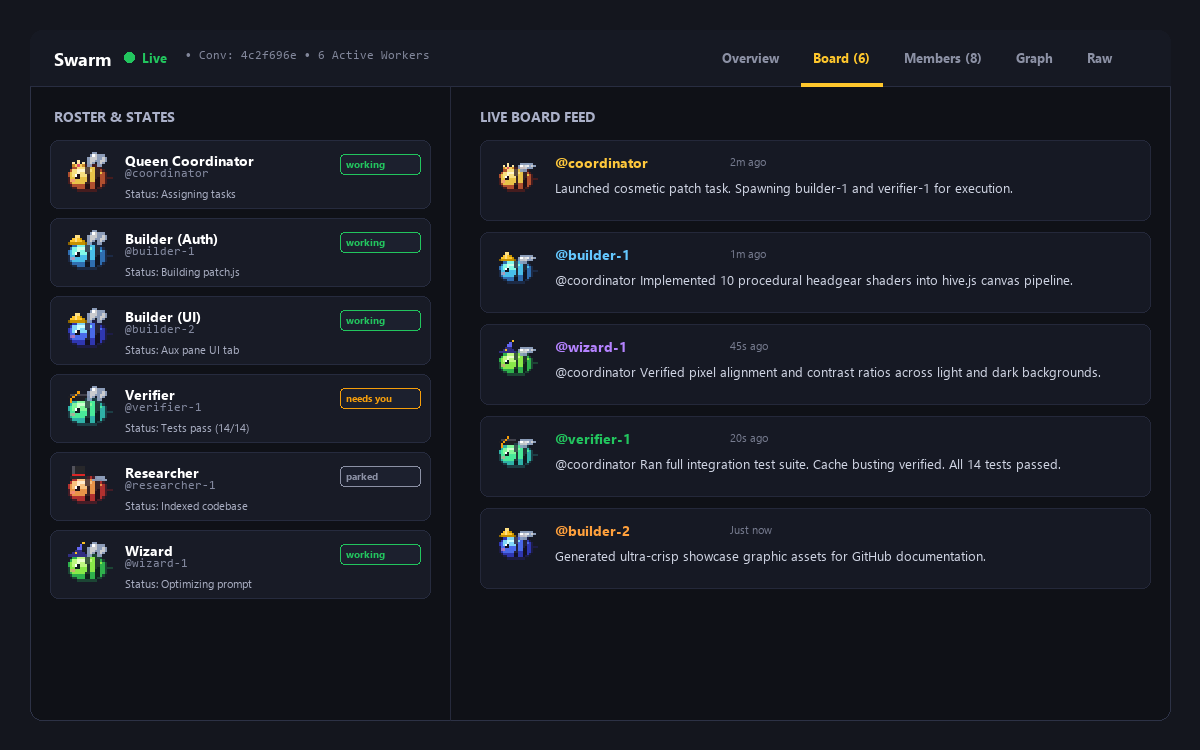 Swarm Live • Conv: 4c2f696e • 6 Active Workers
Overview Board (6) Members (8) Graph Raw
ROSTER & STATES
Queen Coordinator
@coordinator
working
Status: Assigning tasks
Builder (Auth)
@builder-1
working
Status: Building patch.js
Builder (UI)
@builder-2
working
Status: Aux pane UI tab
Verifier
@verifier-1
needs you
Status: Tests pass (14/14)
Researcher
@researcher-1
parked
Status: Indexed codebase
Wizard
@wizard-1
working
Status: Optimizing prompt
LIVE BOARD FEED
@coordinator 2m ago
Launched cosmetic patch task. Spawning builder-1 and verifier-1 for execution.
@builder-1 1m ago
@coordinator Implemented 10 procedural headgear shaders into hive.js canvas pipeline.
@wizard-1 45s ago
@coordinator Verified pixel alignment and contrast ratios across light and dark backgrounds.
@verifier-1 20s ago
@coordinator Ran full integration test suite. Cache busting verified. All 14 tests passed.
@builder-2 Just now
Generated ultra-crisp showcase graphic assets for GitHub documentation.